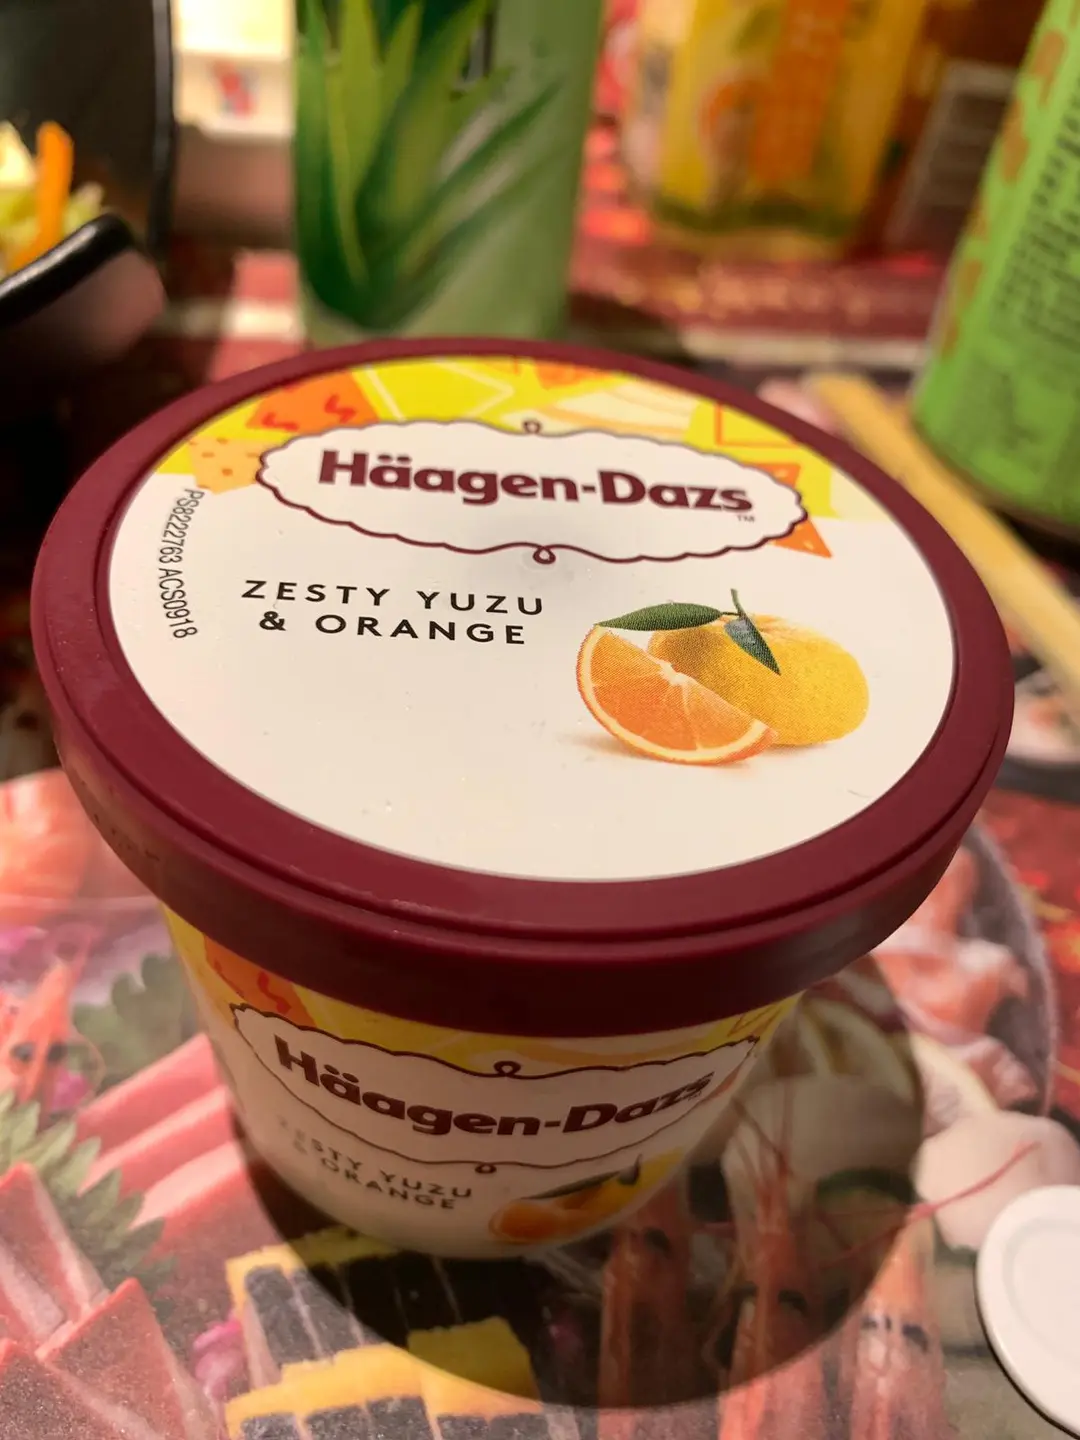 Häagen-Dazs
TM
PS8222763 ACS0918
ZESTY YUZU
& ORANGE
Häagen-Dazs
ZESTY YUZU
& ORANGE